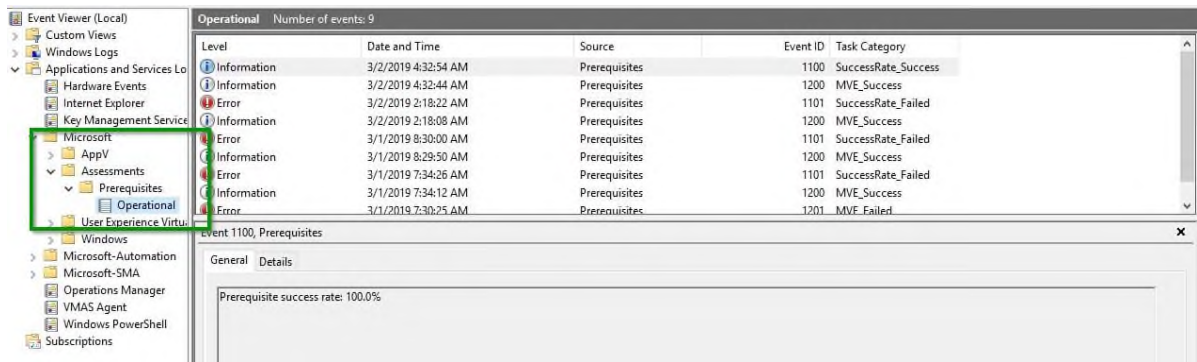 Event Viewer (Local)
Custom Views
Windows Logs
Applications and Services Lo
Hardware Events
Internet Explorer
Key Management Service
Microsoft
AppV
Assessments
Prerequisites
Operational
User Experience Virtu
Windows
Microsoft-Automation
Microsoft-SMA
Operations Manager
VMAS Agent
Windows PowerShell
Subscriptions
Operational Number of events: 9
Level Date and Time Source Event ID Task Category
Information 3/2/2019 4:32:54 AM Prerequisites 1100 SuccessRate_Success
Information 3/2/2019 4:32:44 AM Prerequisites 1200 MVE_Success
Error 3/2/2019 2:18:22 AM Prerequisites 1101 SuccessRate_Failed
Information 3/2/2019 2:18:08 AM Prerequisites 1200 MVE_Success
Error 3/1/2019 8:30:00 AM Prerequisites 1101 SuccessRate_Failed
Information 3/1/2019 8:29:50 AM Prerequisites 1200 MVE_Success
Error 3/1/2019 7:34:26 AM Prerequisites 1101 SuccessRate_Failed
Information 3/1/2019 7:34:12 AM Prerequisites 1200 MVE_Success
Error 3/1/2019 7:30:25 AM Prerequisites 1201 MVE_Failed
Event 1100, Prerequisites
General Details
Prerequisite success rate: 100.0%